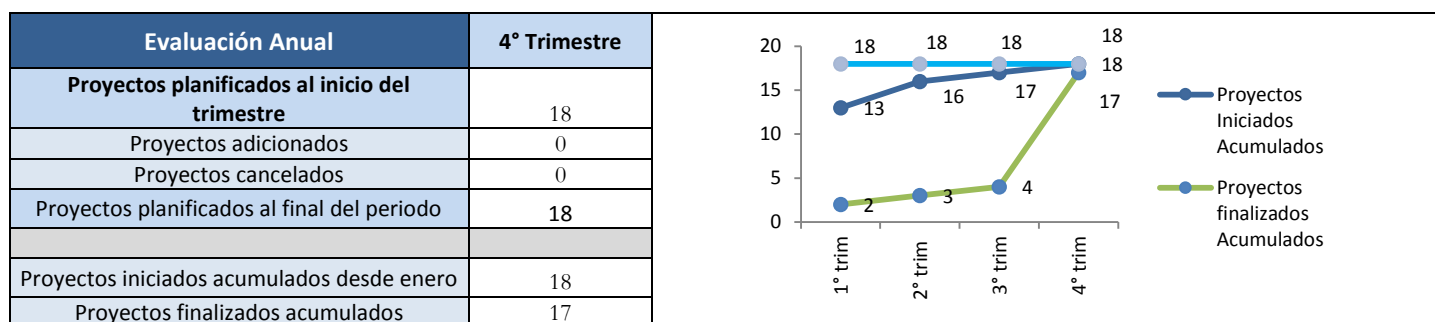 Evaluación Anual 4° Trimestre
Proyectos planificados al inicio del
trimestre 18
Proyectos adicionados 0
Proyectos cancelados 0
Proyectos planificados al final del periodo 18
Proyectos iniciados acumulados desde enero 18
Proyectos finalizados acumulados 17
20
15
10
5
0
18 18 18 18
13 16 17 18
2 3 4 17
1° trim
2° trim
3° trim
4° trim
Proyectos
Iniciados
Acumulados
Proyectos
finalizados
Acumulados